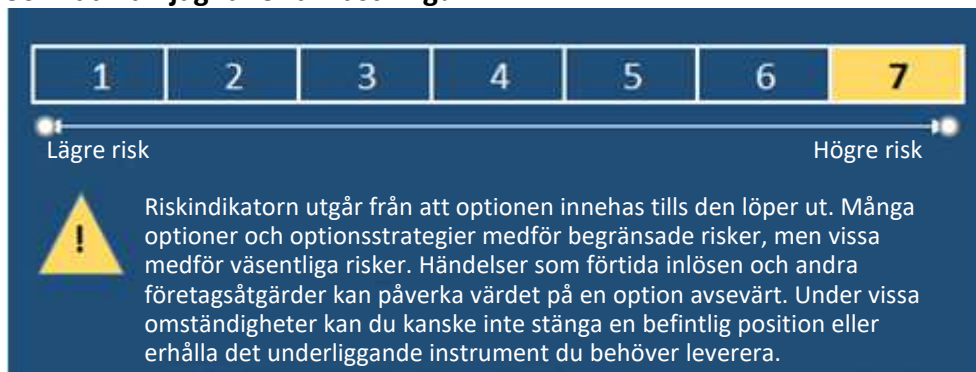 1 2 3 4 5 6 7
Lägre risk Högre risk
! Riskindikatorn utgår från att optionen innehas tills den löper ut. Många
optioner och optionsstrategier medför begränsade risker, men vissa
medför väsentliga risker. Händelser som förtida inlösen och andra
företagsåtgärder kan påverka värdet på en option avsevärt. Under vissa
omständigheter kan du kanske inte stänga en befintlig position eller
erhålla det underliggande instrument du behöver leverera.